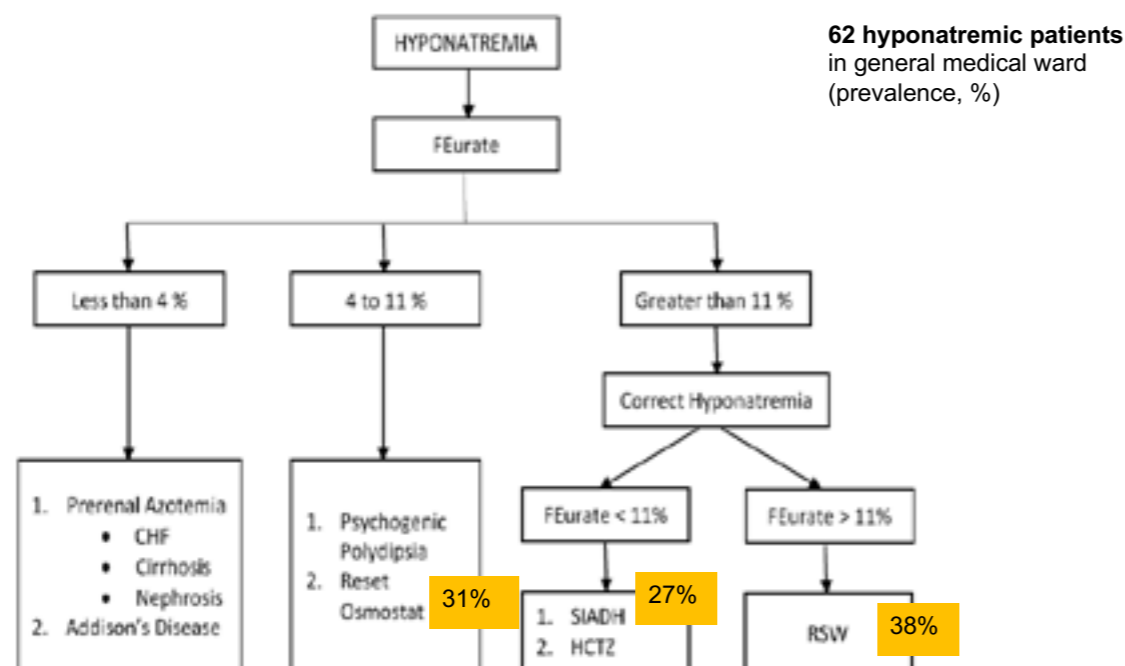 HYPONATREMIA
62 hyponatremic patients
in general medical ward
(prevalence, %)
FEurate
Less than 4 %
4 to 11 %
Greater than 11 %
Correct Hyponatremia
FEurate < 11%
FEurate > 11%
1. Prerenal Azotemia
• CHF
• Cirrhosis
• Nephrosis
2. Addison's Disease
1. Psychogenic
Polydipsia
2. Reset
Osmostat
31%
1. SIADH
2. HCTZ
27%
RSW
38%